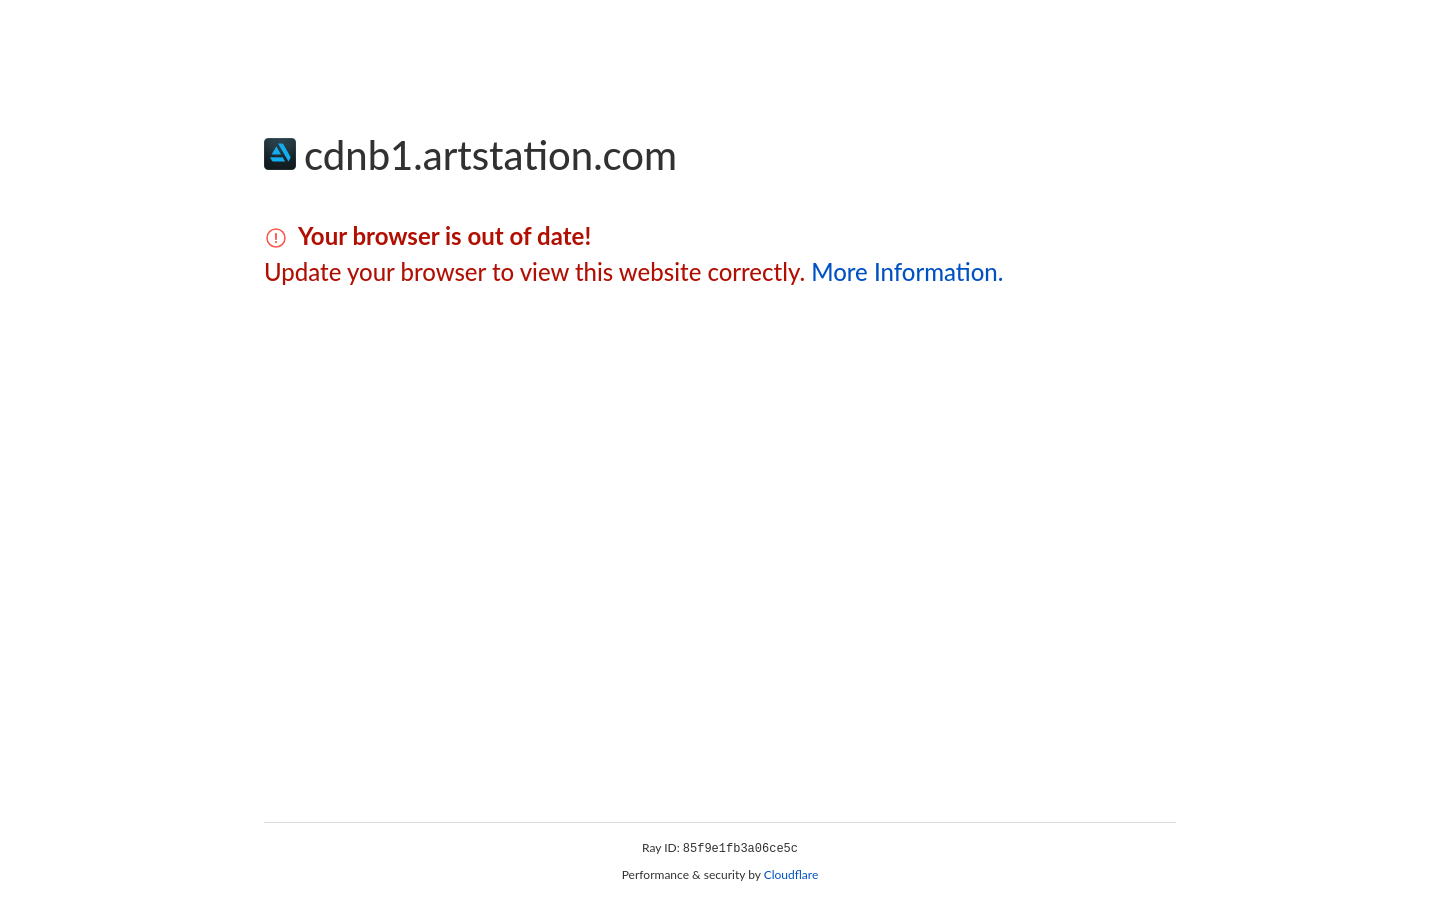 cdnb1.artstation.com
Your browser is out of date!
Update your browser to view this website correctly. More Information.
Ray ID: 85f9e1fb3a06ce5c
Performance & security by Cloudflare